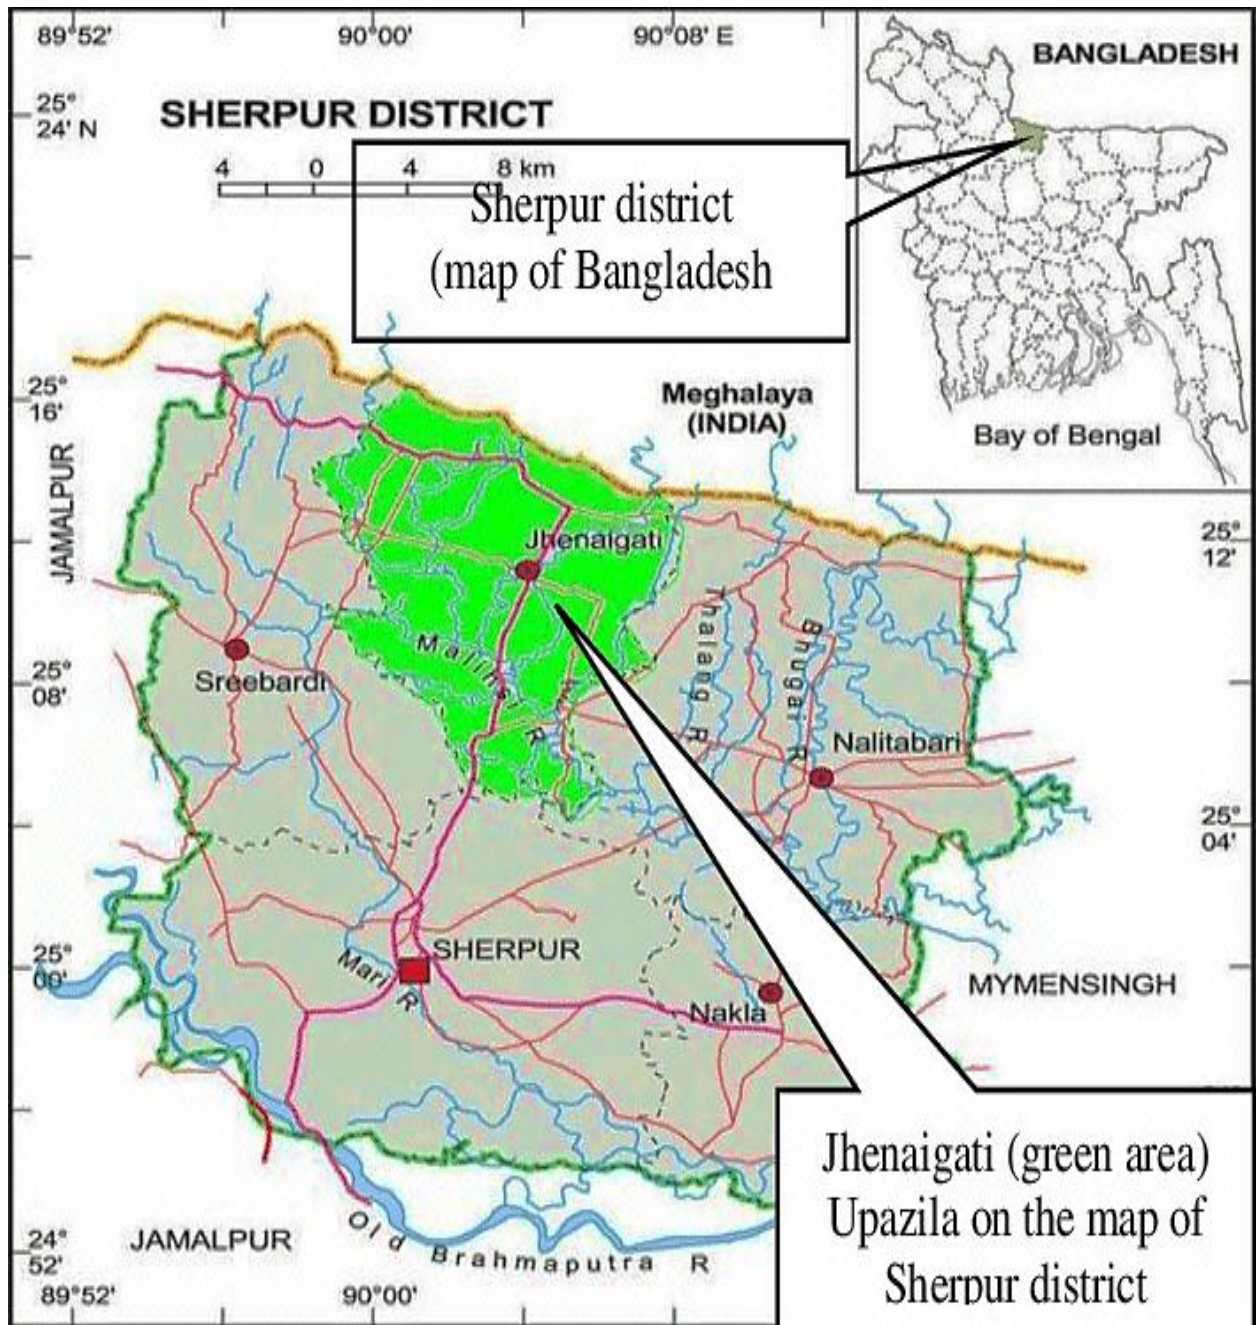 89°52'
90°00'
90°08' E
BANGLADESH
25°
24' N
SHERPUR DISTRICT
4 0 4 8 km
Sherpur district
(map of Bangladesh
Meghalaya
(INDIA)
Bay of Bengal
25°
16'
JAMALPUR
25°
12'
Jhenaigati
Thalang R
Bhugai R
Maliihsi R
25°
08'
Sreebardi
Nalitabari
25°
04'
SHERPUR
25°
Mari R
MYMENSINGH
Nakla
Jhenaigati (green area)
Upazila on the map of
Sherpur district
JAMALPUR
Old Brahmaputra R
24°
52'
89°52'
90°00'